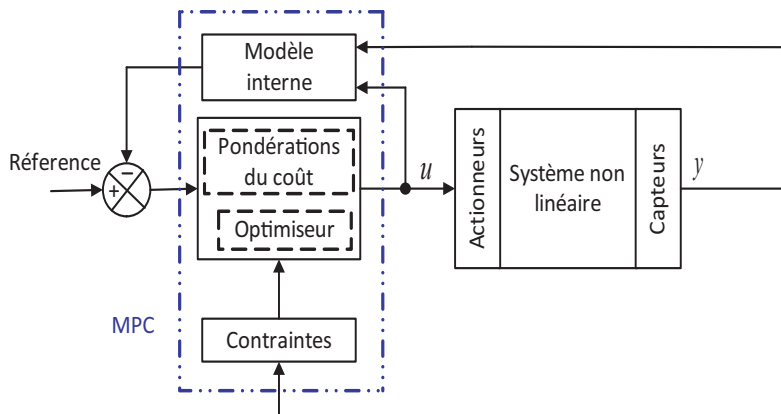 Modèle
interne
Réference
−
+
Pondérations
du coût
Optimiseur
u
Actionneurs
Système non
linéaire
Capteurs
y
MPC
Contraintes